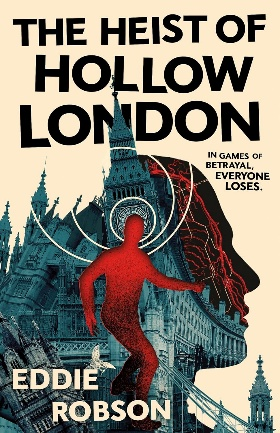 THE HEIST OF
HOLLOW
LONDON
IN GAMES OF
BETRAYAL,
EVERYONE
LOSES.
EDDIE
ROBSON